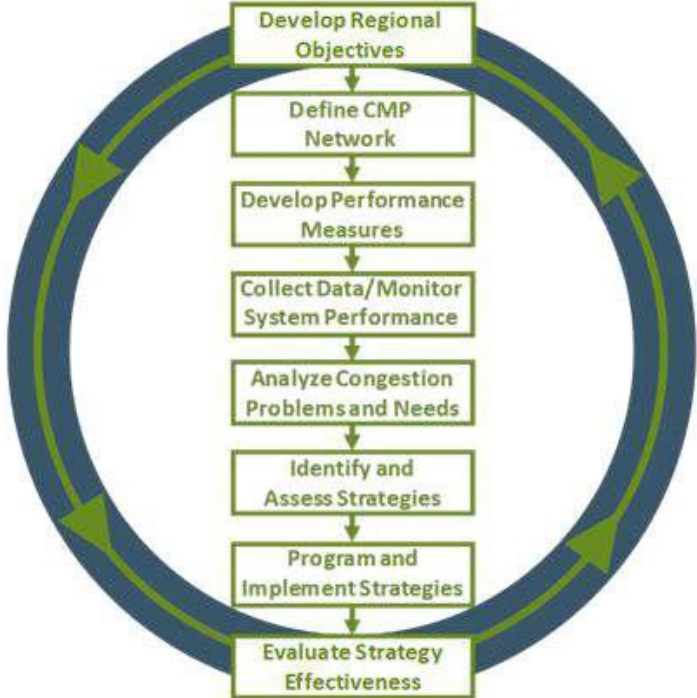 Develop Regional
Objectives
Define CMP
Network
Develop Performance
Measures
Collect Data/Monitor
System Performance
Analyze Congestion
Problems and Needs
Identify and
Assess Strategies
Program and
Implement Strategies
Evaluate Strategy
Effectiveness